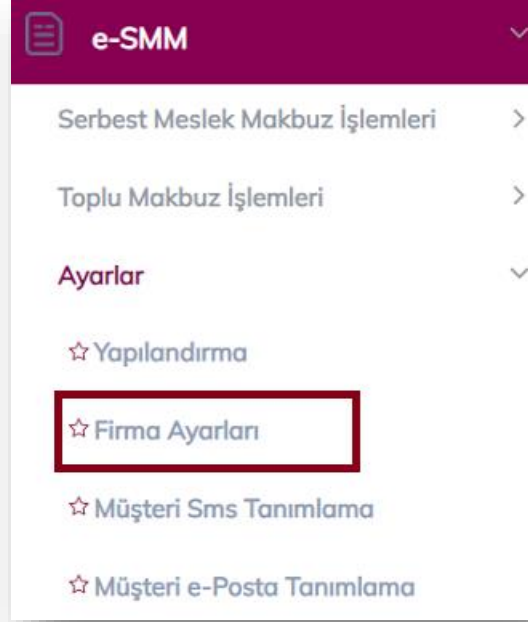 e-SMM
Serbest Meslek Makbuz İşlemleri
Toplu Makbuz İşlemleri
Ayarlar
Yapılandırma
Firma Ayarları
Müşteri Sms Tanımlama
Müşteri e-Posta Tanımlama